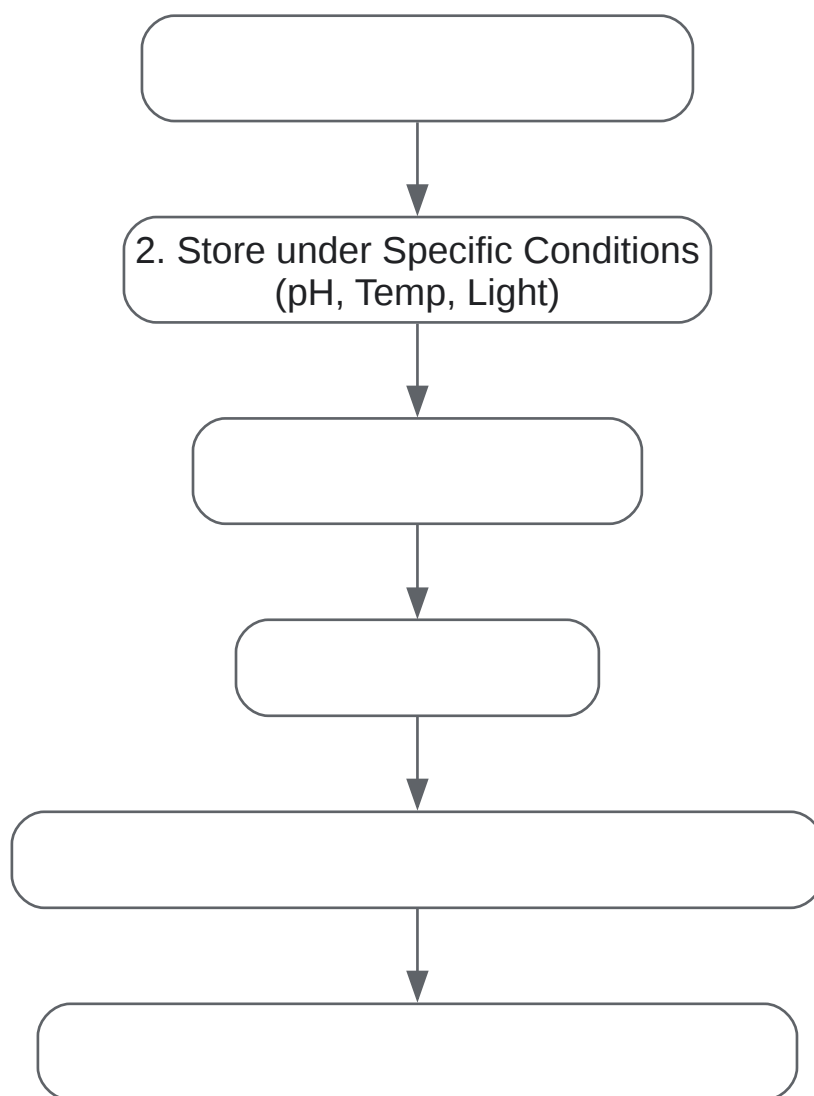 2. Store under Specific Conditions
(pH, Temp, Light)